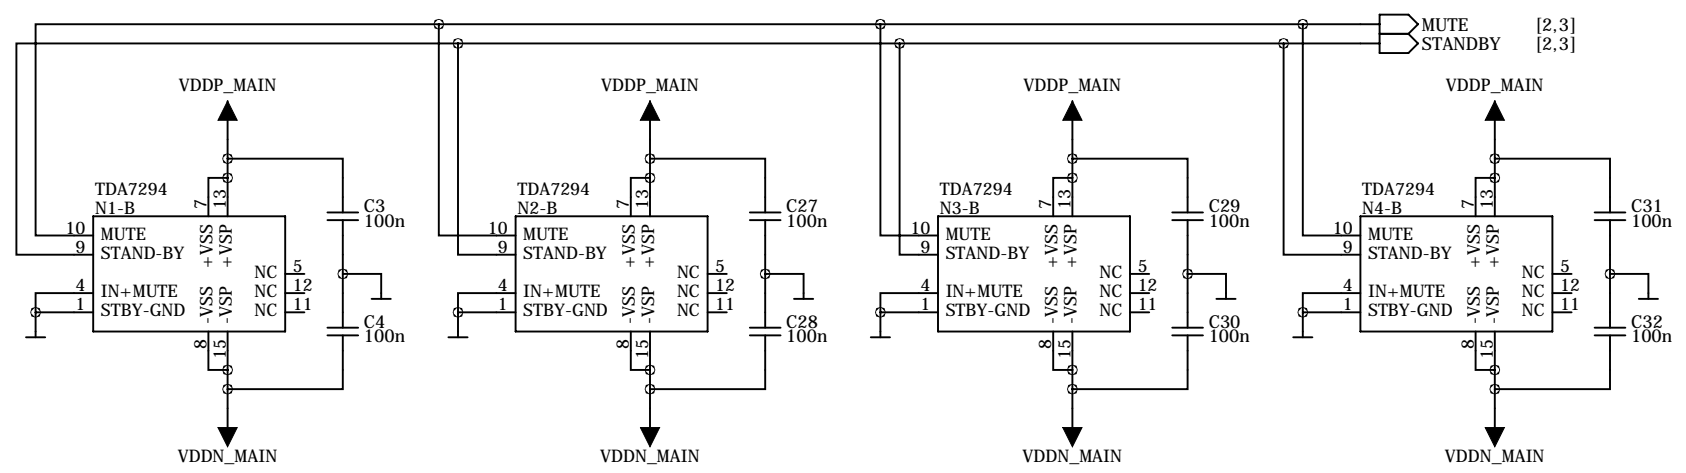 MUTE [2,3]
STANDBY [2,3]
VDDP_MAIN
TDA7294
N1-B
7
13
10 MUTE
9 STAND-BY
4 IN+MUTE
1 STBY-GND
+VSS
+VSP
NC 5
NC 12
NC 11
-VSS
-VSP
8
15
C3
100n
C4
100n
VDDN_MAIN
VDDP_MAIN
TDA7294
N2-B
7
13
10 MUTE
9 STAND-BY
4 IN+MUTE
1 STBY-GND
+VSS
+VSP
NC 5
NC 12
NC 11
-VSS
-VSP
8
15
C27
100n
C28
100n
VDDN_MAIN
VDDP_MAIN
TDA7294
N3-B
7
13
10 MUTE
9 STAND-BY
4 IN+MUTE
1 STBY-GND
+VSS
+VSP
NC 5
NC 12
NC 11
-VSS
-VSP
8
15
C29
100n
C30
100n
VDDN_MAIN
VDDP_MAIN
TDA7294
N4-B
7
13
10 MUTE
9 STAND-BY
4 IN+MUTE
1 STBY-GND
+VSS
+VSP
NC 5
NC 12
NC 11
-VSS
-VSP
8
15
C31
100n
C32
100n
VDDN_MAIN